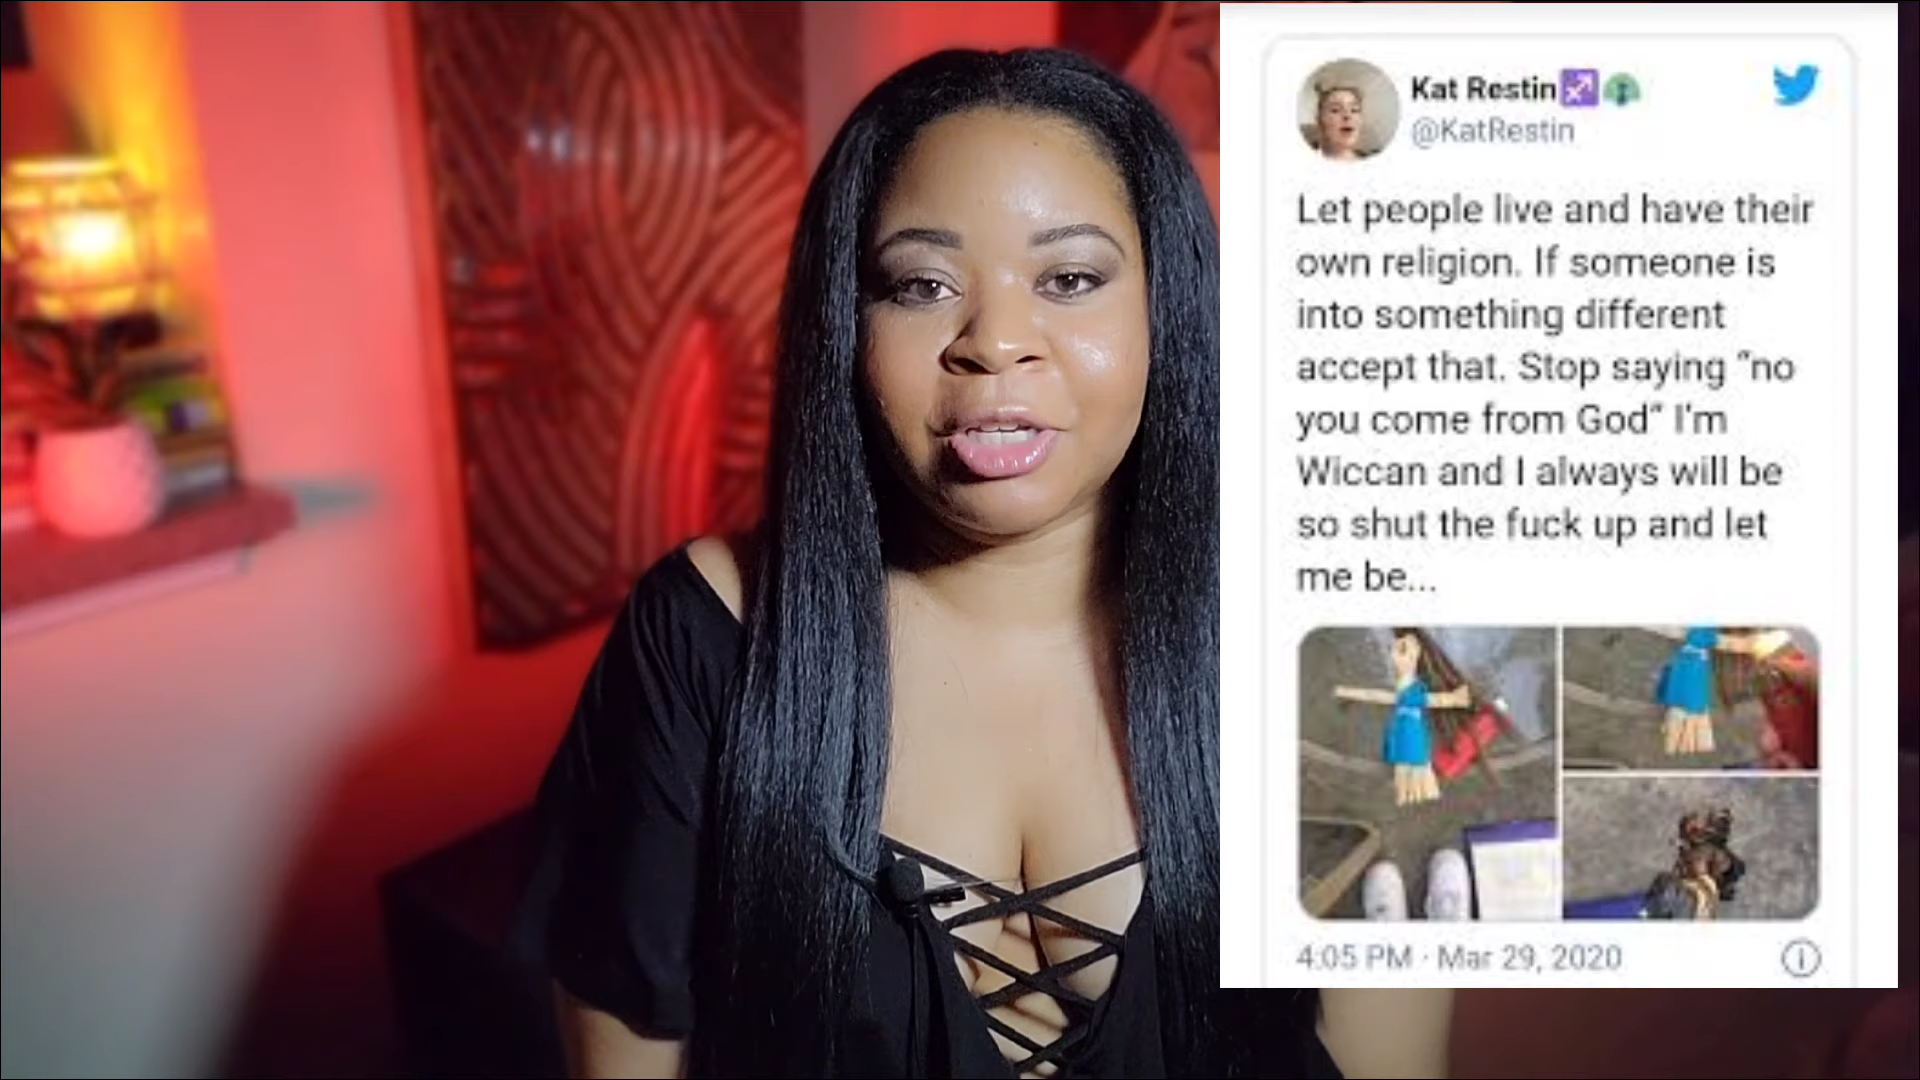 Kat Restin
@KatRestin
Let people live and have their
own religion. If someone is
into something different
accept that. Stop saying “no
you come from God“ I'm
Wiccan and I always will be
so shut the fuck up and let
me be...
4:05 PM · Mar 29, 2020